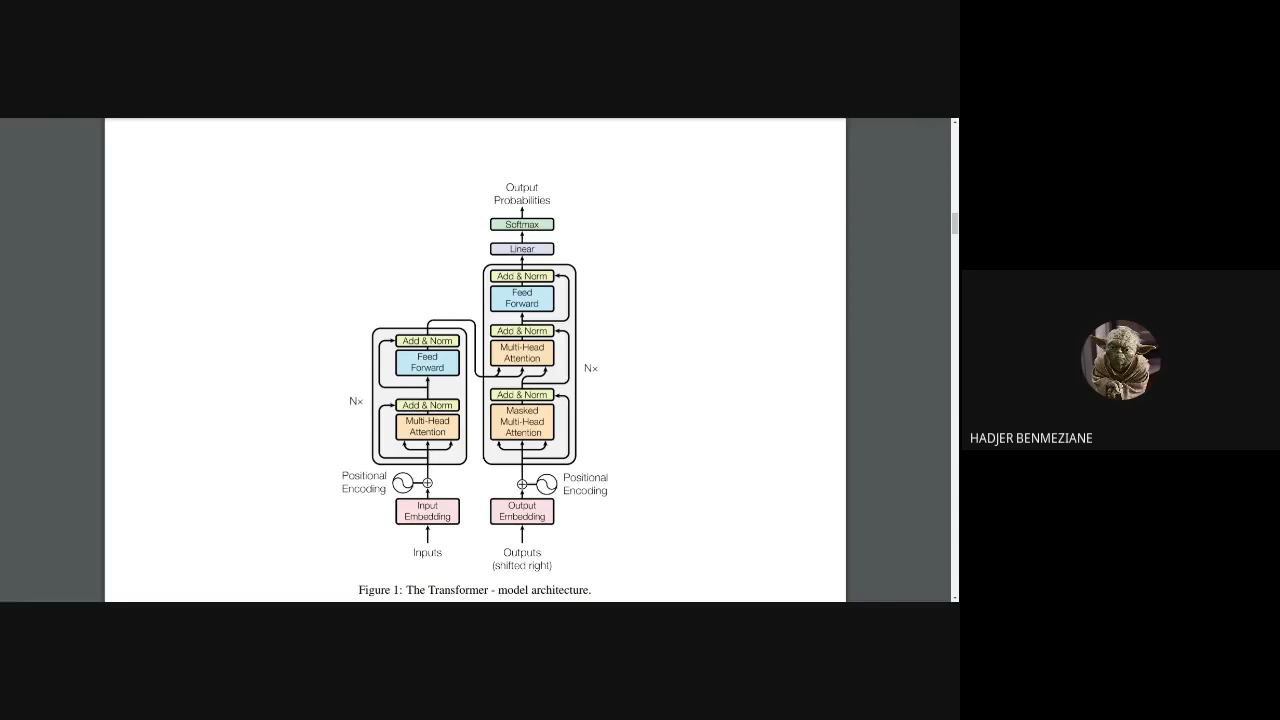 Output
Probabilities
Softmax
Linear
Add & Norm
Feed
Forward
Add & Norm
Multi-Head
Attention
Add & Norm
Masked
Multi-Head
Attention
Nx
Add & Norm
Feed
Forward
Add & Norm
Multi-Head
Attention
Nx
Positional
Encoding
Positional
Encoding
Input
Embedding
Output
Embedding
Inputs
Outputs
(shifted right)
Figure 1: The Transformer - model architecture.
HADJER BENMEZIANE